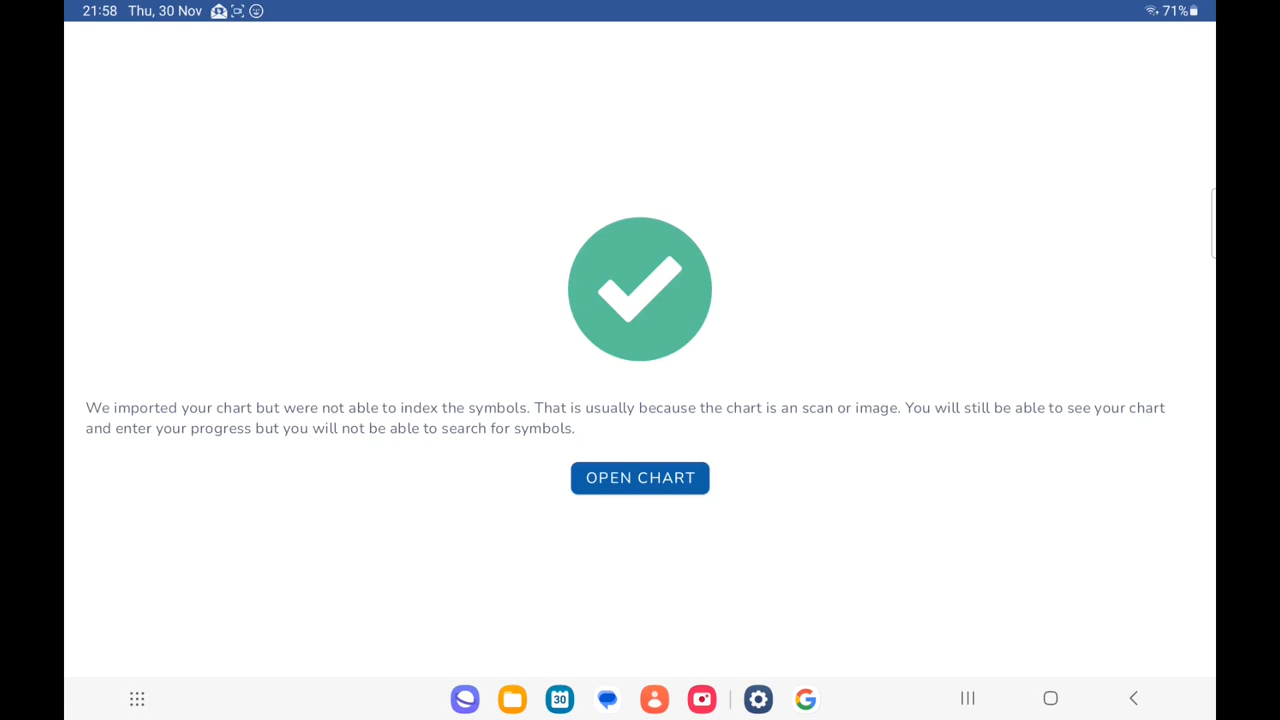 21:58 Thu, 30 Nov 71%
We imported your chart but were not able to index the symbols. That is usually because the chart is an scan or image. You will still be able to see your chart
and enter your progress but you will not be able to search for symbols.
OPEN CHART
30